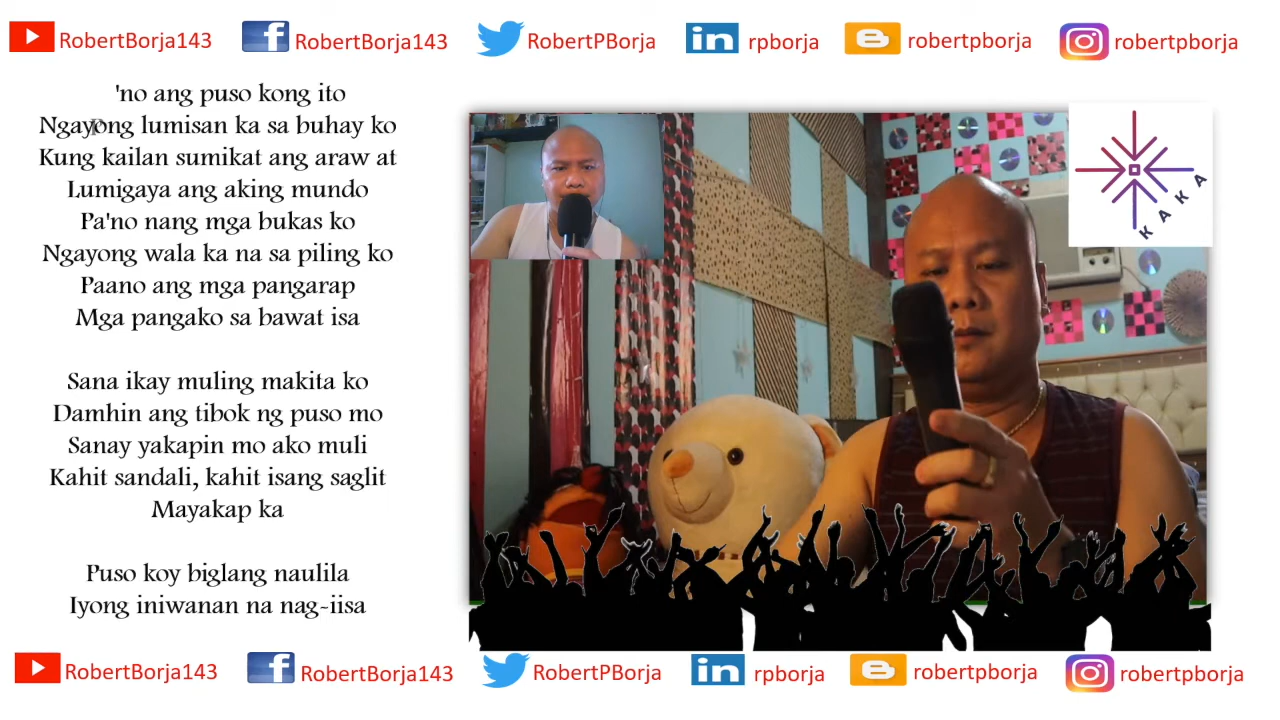 RobertBorja143 RobertBorja143 RobertPBorja rpborja robertpborja robertpborja
'no ang puso kong ito
Ngayong lumisan ka sa buhay ko
Kung kailan sumikat ang araw at
Lumigaya ang aking mundo
Pa'no nang mga bukas ko
Ngayong wala ka na sa piling ko
Paano ang mga pangarap
Mga pangako sa bawat isa
Sana ikay muling makita ko
Damhin ang tibok ng puso mo
Sanay yakapin mo ako muli
Kahit sandali, kahit isang saglit
Mayakap ka
Puso koy biglang naulila
Iyong iniwanan na nag-iisa
KAKA
RobertBorja143 RobertBorja143 RobertPBorja rpborja robertpborja robertpborja